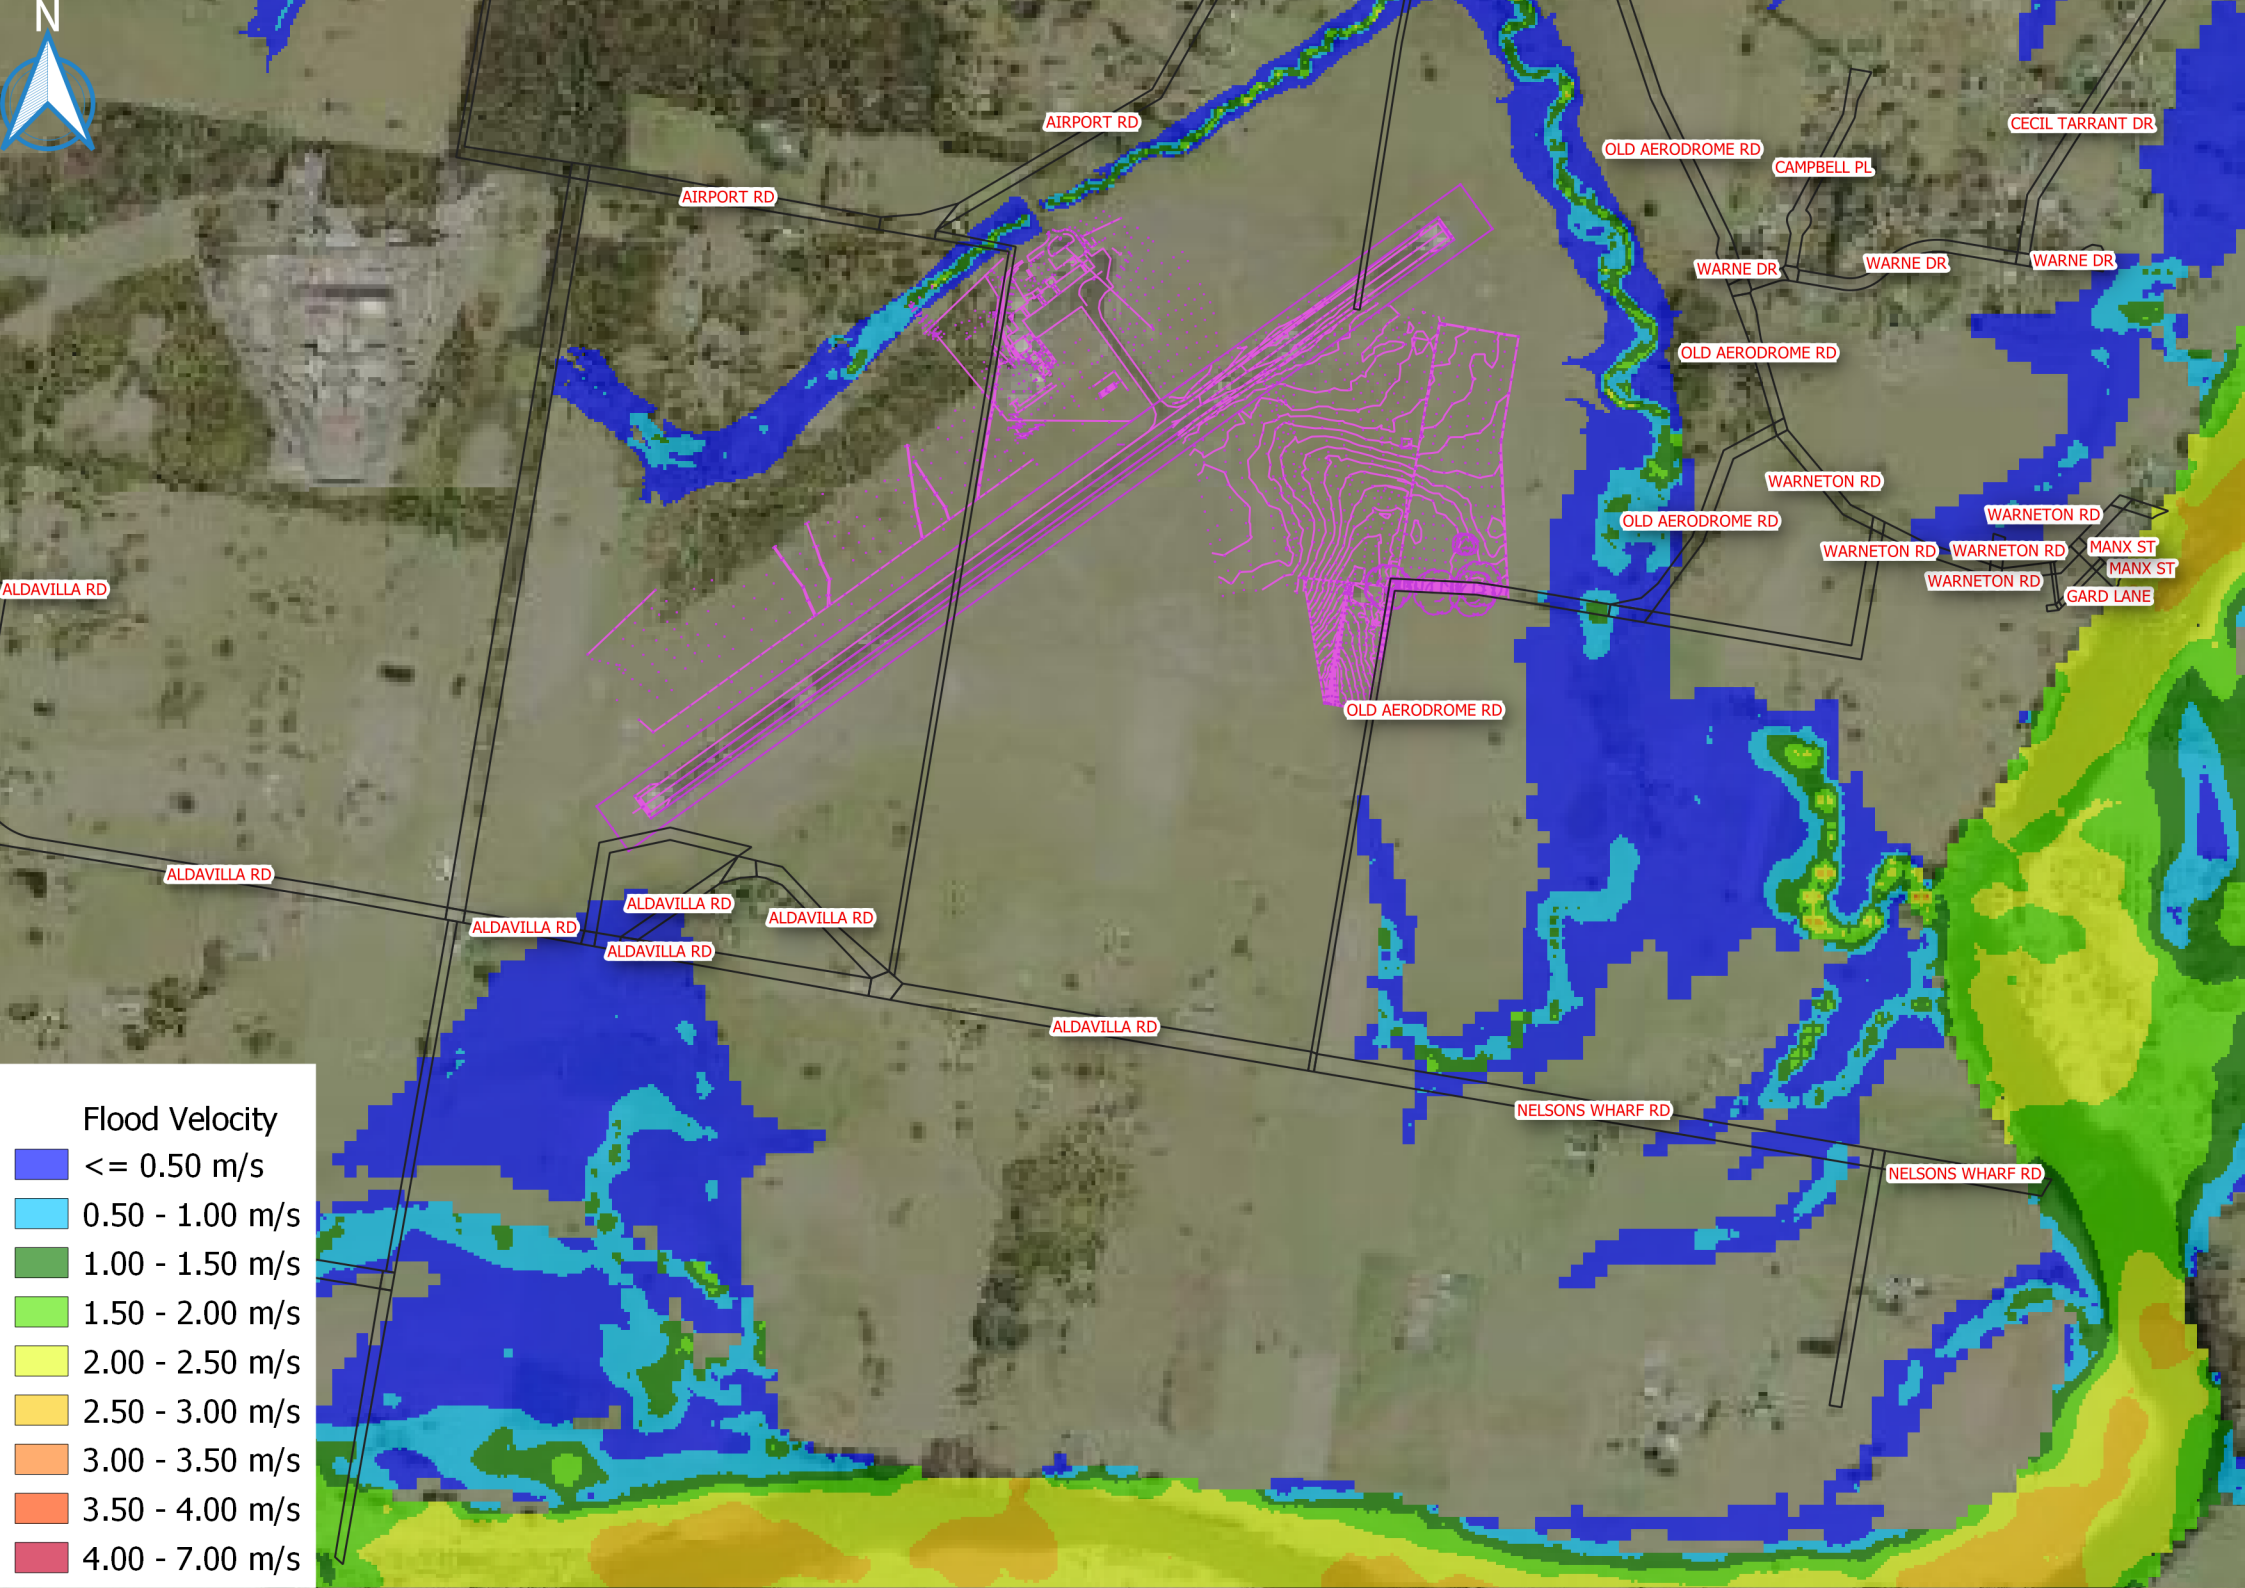 N
AIRPORT RD
CECIL TARRANT DR
OLD AERODROME RD
CAMPBELL PL
AIRPORT RD
WARNE DR
WARNE DR
WARNE DR
OLD AERODROME RD
WARNETON RD
WARNETON RD
OLD AERODROME RD
WARNETON RD
WARNETON RD
MANX ST
MANX ST
WARNETON RD
ALDAVILLA RD
GARD LANE
OLD AERODROME RD
ALDAVILLA RD
ALDAVILLA RD
ALDAVILLA RD
ALDAVILLA RD
ALDAVILLA RD
ALDAVILLA RD
NELSONS WHARF RD
NELSONS WHARF RD
Flood Velocity
<= 0.50 m/s
0.50 - 1.00 m/s
1.00 - 1.50 m/s
1.50 - 2.00 m/s
2.00 - 2.50 m/s
2.50 - 3.00 m/s
3.00 - 3.50 m/s
3.50 - 4.00 m/s
4.00 - 7.00 m/s